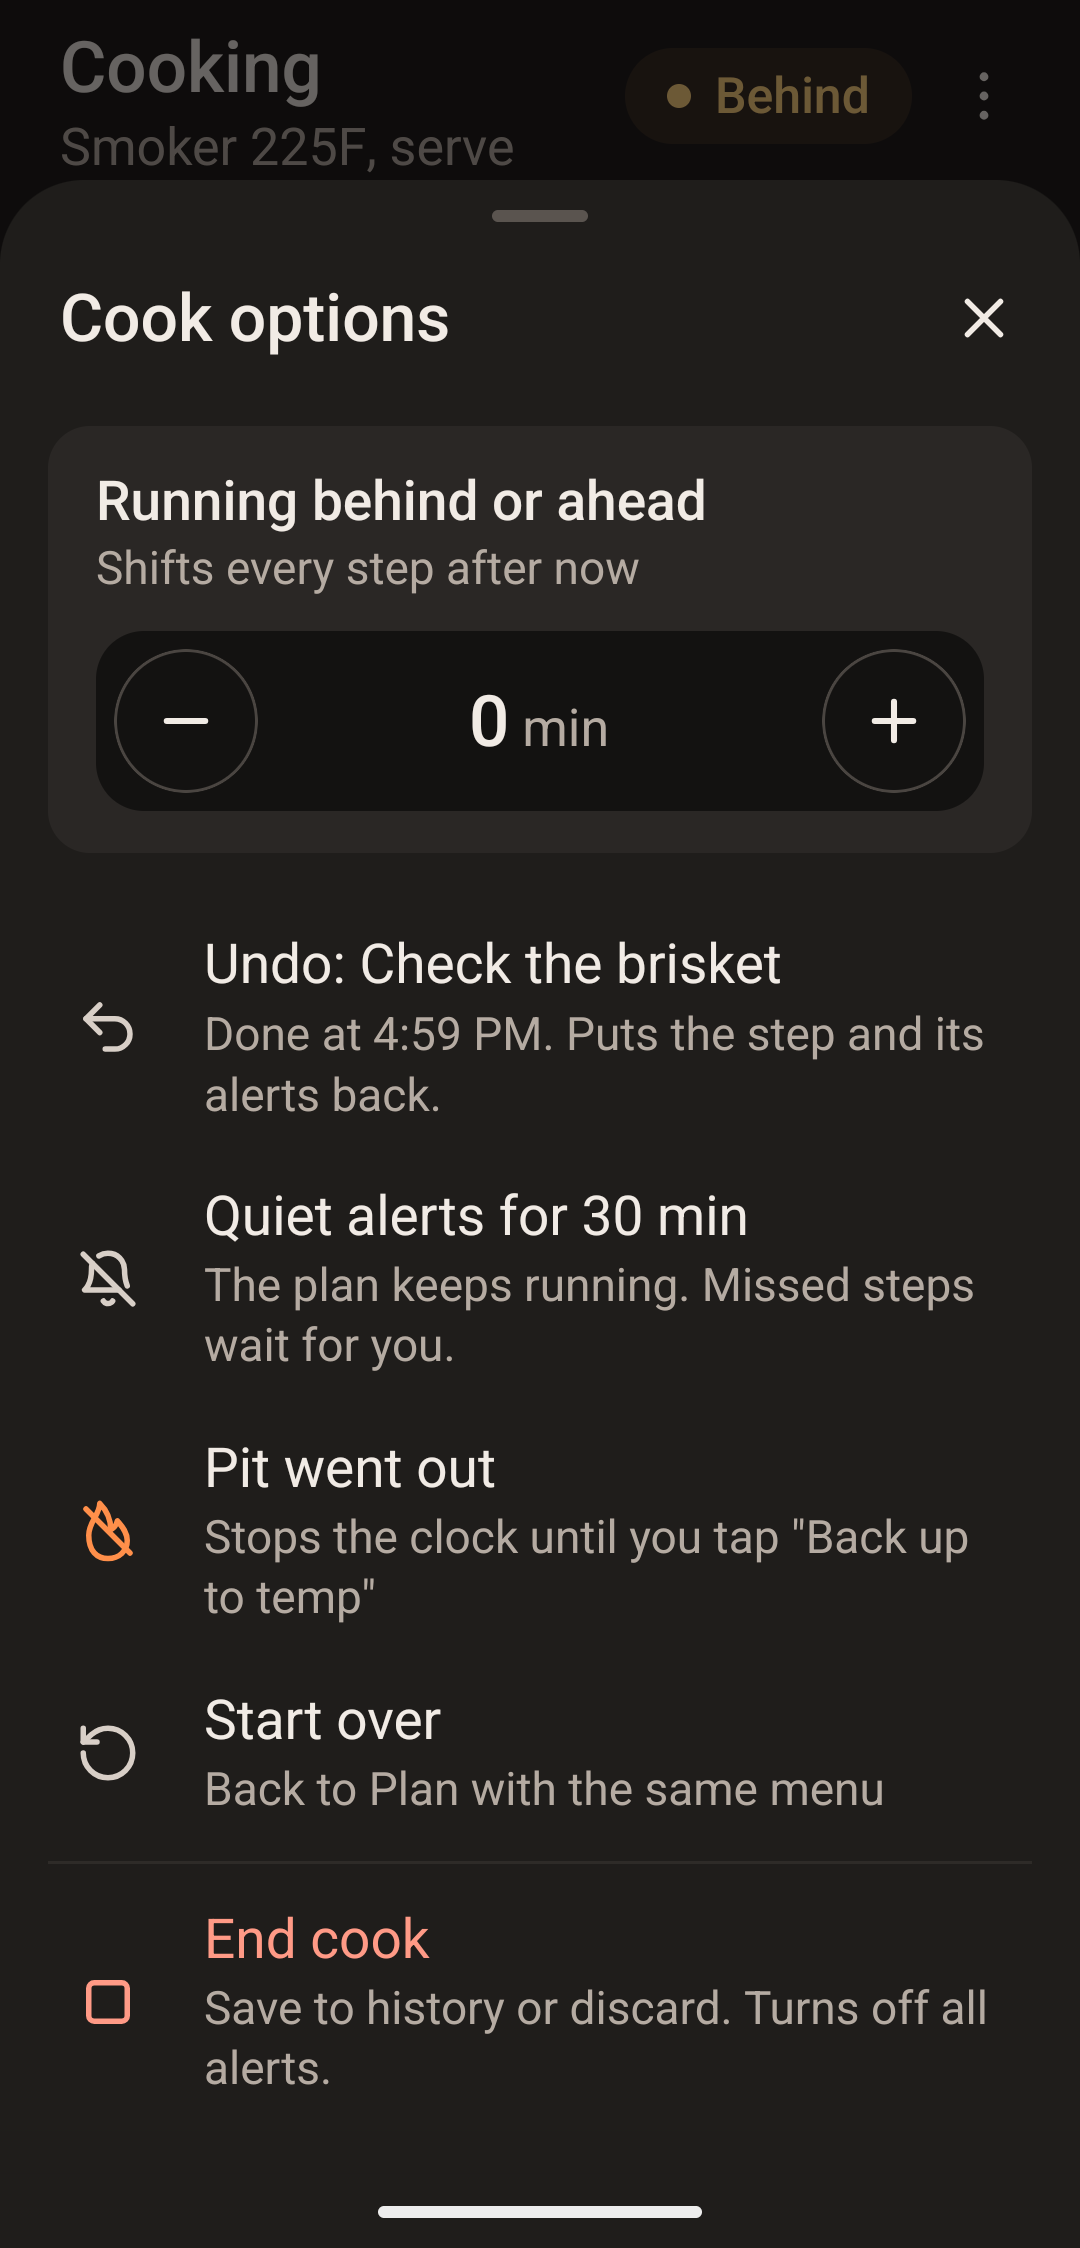 Cooking
Behind
Smoker 225F, serve
Cook options
Running behind or ahead
Shifts every step after now
0 min
Undo: Check the brisket
Done at 4:59 PM. Puts the step and its
alerts back.
Quiet alerts for 30 min
The plan keeps running. Missed steps
wait for you.
Pit went out
Stops the clock until you tap "Back up
to temp"
Start over
Back to Plan with the same menu
End cook
Save to history or discard. Turns off all
alerts.